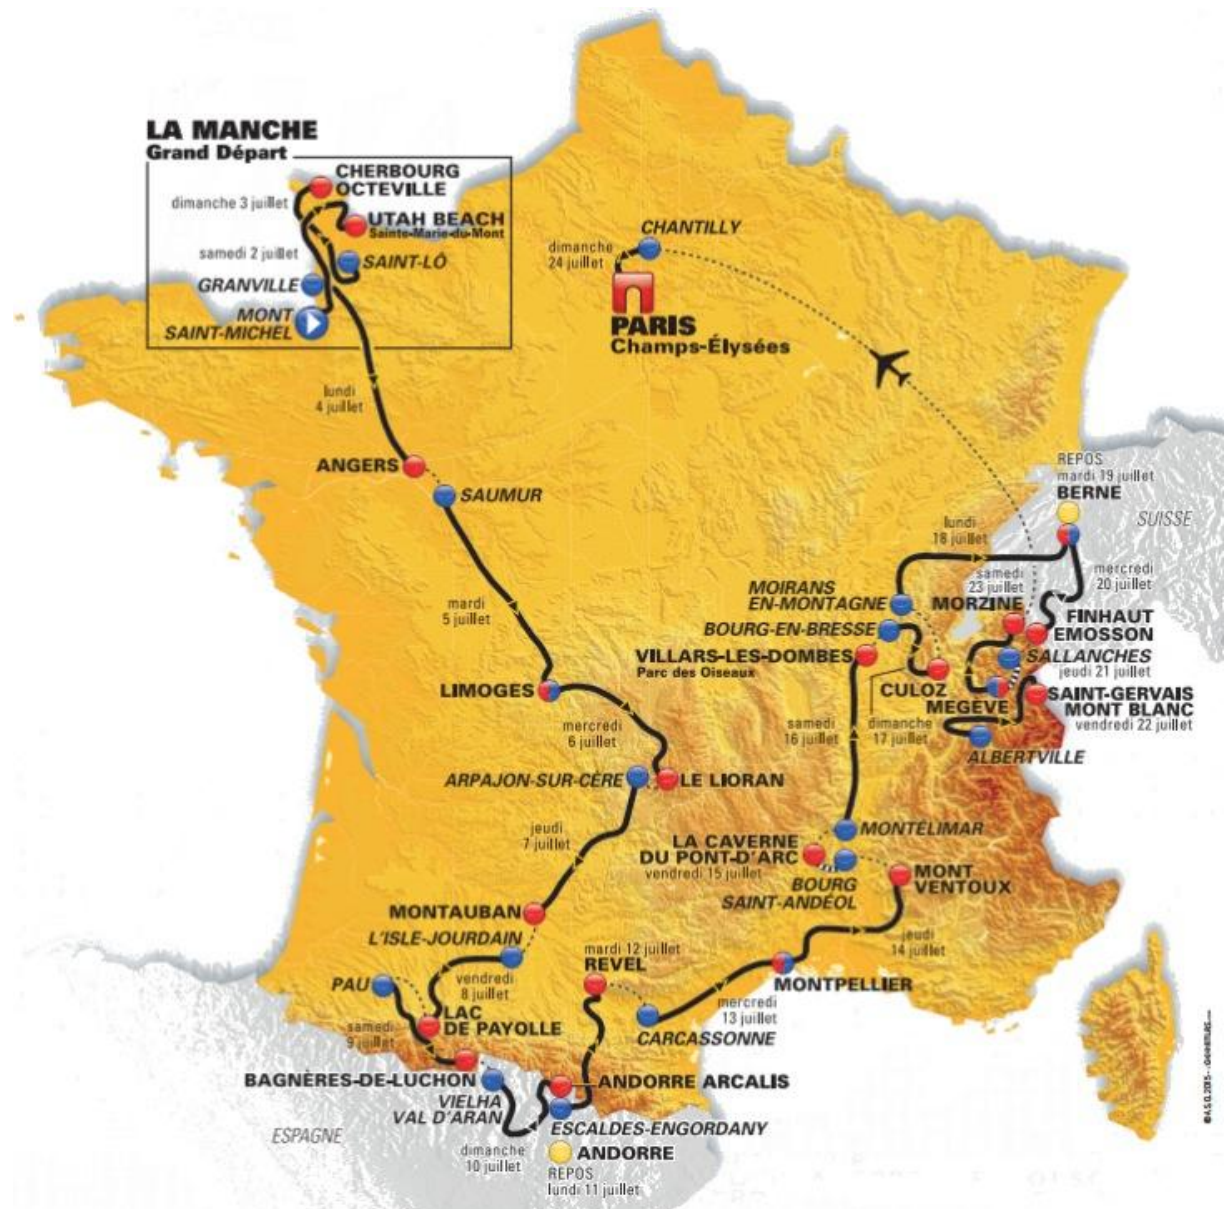 LA MANCHE
Grand Départ
CHERBOURG
OCTEVILLE
dimanche 3 juillet
UTAH BEACH
Sainte-Marie-du-Mont
samedi 2 juillet
SAINT-LÔ
GRANVILLE
MONT
SAINT-MICHEL
CHANTILLY
dimanche
24 juillet
PARIS
Champs-Élysées
lundi
4 juillet
ANGERS
SAUMUR
REPOS
mardi 19 juillet
BERNE
SUISSE
lundi
18 juillet
mercredi
20 juillet
samedi
23 juillet
MORZINE
MOIRANS
EN-MONTAGNE
FINHAUT
EMOSSON
mardi
5 juillet
BOURG-EN-BRESSE
VILLARS-LES-DOMBES
Parc des Oiseaux
SALLANCHES
jeudi 21 juillet
CULOZ
MEGÈVE
SAINT-GERVAIS
MONT BLANC
vendredi 22 juillet
LIMOGES
mercredi
6 juillet
samedi
16 juillet
dimanche
17 juillet
ALBERTVILLE
ARPAJON-SUR-CÈRE
LE LIORAN
jeudi
7 juillet
MONTÉLIMAR
LA CAVERNE
DU PONT-D'ARC
vendredi 15 juillet
BOURG
SAINT-ANDÉOL
MONT
VENTOUX
MONTAUBAN
L'ISLE-JOURDAIN
jeudi
14 juillet
mardi 12 juillet
REVEL
PAU
vendredi
8 juillet
MONTPELLIER
mercredi
13 juillet
LAC
DE PAYOLLE
samedi
9 juillet
CARCASSONNE
BAGNÈRES-DE-LUCHON
ANDORRE ARCALIS
VIELHA
VAL D'ARAN
ESCALDES-ENGORDANY
ESPAGNE
dimanche
10 juillet
ANDORRE
REPOS
lundi 11 juillet